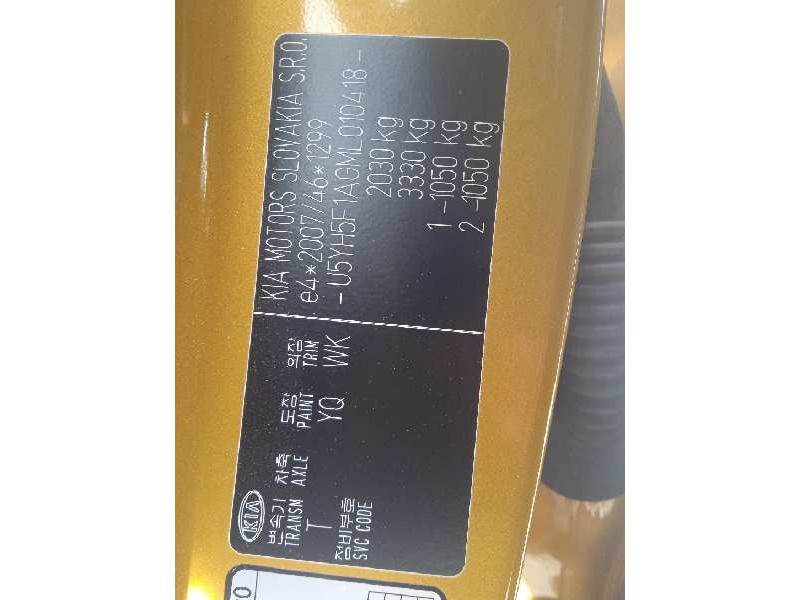 KIA MOTORS SLOVAKIA S.R.O.
e4*2007/46*1299
-U5YH5F1AGML010418-
2030 kg
3330 kg
1-1050 kg
2-1050 kg
KIA
변속기 차축 도장 의장
TRANSM AXLE PAINT TRIM
T YQ WK
정비부호
SVC CODE